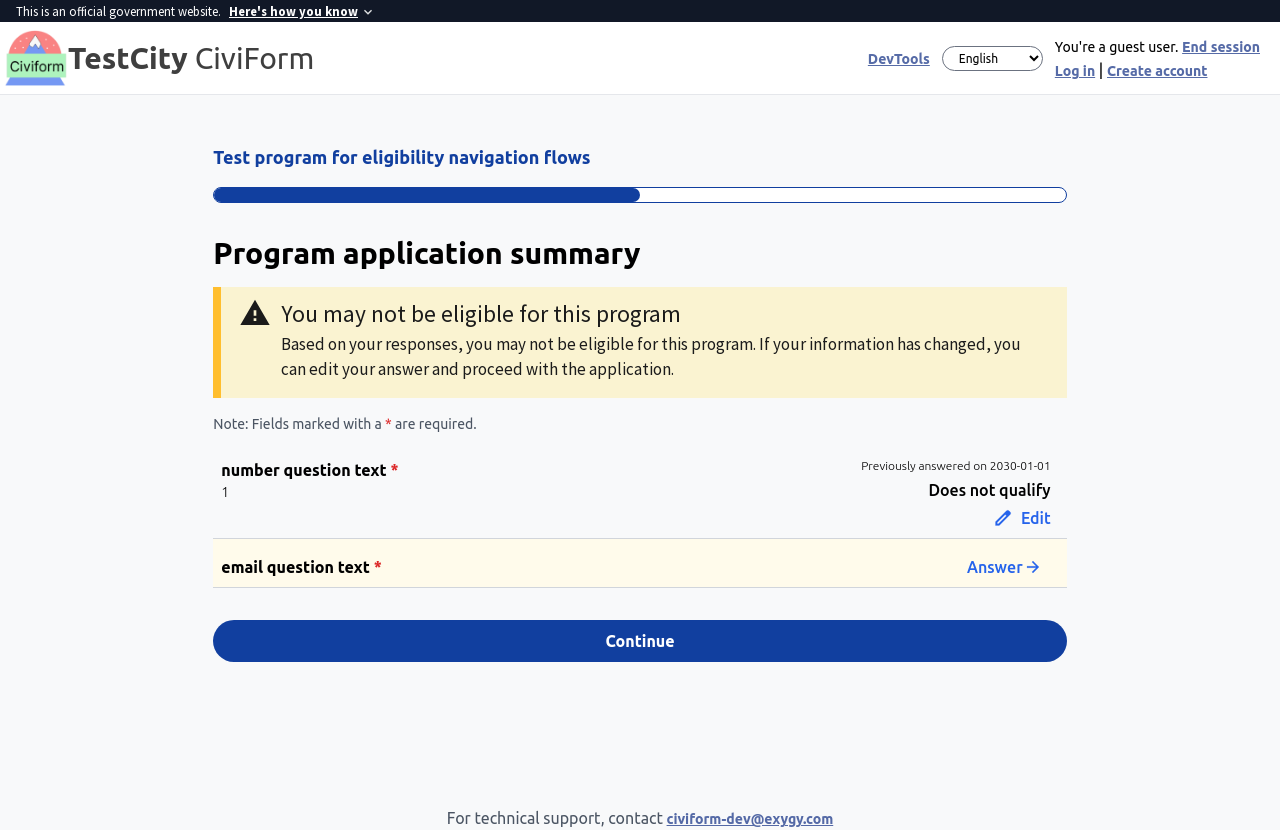 This is an official government website. Here's how you know
Civiform
TestCity CiviForm
DevTools
English
You're a guest user. End session
Log in | Create account
Test program for eligibility navigation flows
Program application summary
You may not be eligible for this program
Based on your responses, you may not be eligible for this program. If your information has changed, you
can edit your answer and proceed with the application.
Note: Fields marked with a * are required.
number question text *
1
Previously answered on 2030-01-01
Does not qualify
Edit
email question text *
Answer
Continue
For technical support, contact civiform-dev@exygy.com